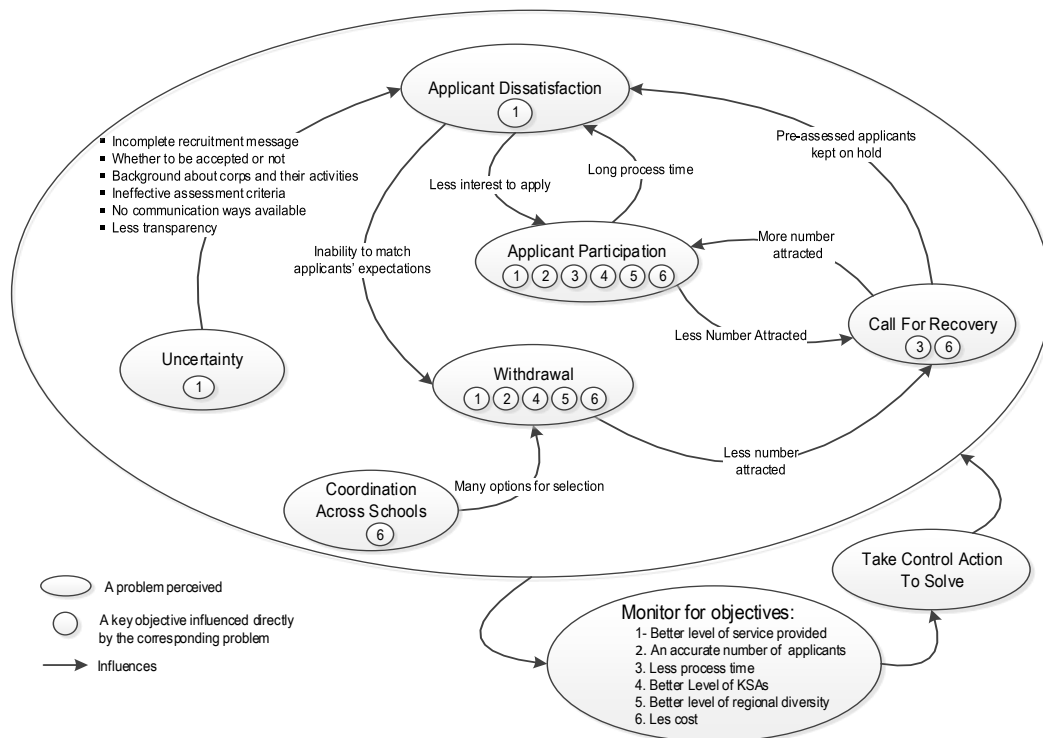 Applicant Dissatisfaction
1
▪ Incomplete recruitment message
▪ Whether to be accepted or not
▪ Background about corps and their activities
▪ Ineffective assessment criteria
▪ No communication ways available
▪ Less transparency
Pre-assessed applicants
kept on hold
Less interest to apply
Long process time
Inability to match
applicants' expectations
Applicant Participation
1 2 3 4 5 6
More number
attracted
Less Number Attracted
Call For Recovery
3 6
Uncertainty
1
Withdrawal
1 2 4 5 6
Less number
attracted
Many options for selection
Coordination
Across Schools
6
Take Control Action
To Solve
A problem perceived
A key objective influenced directly
by the corresponding problem
Influences
Monitor for objectives:
1- Better level of service provided
2. An accurate number of applicants
3. Less process time
4. Better Level of KSAs
5. Better level of regional diversity
6. Les cost